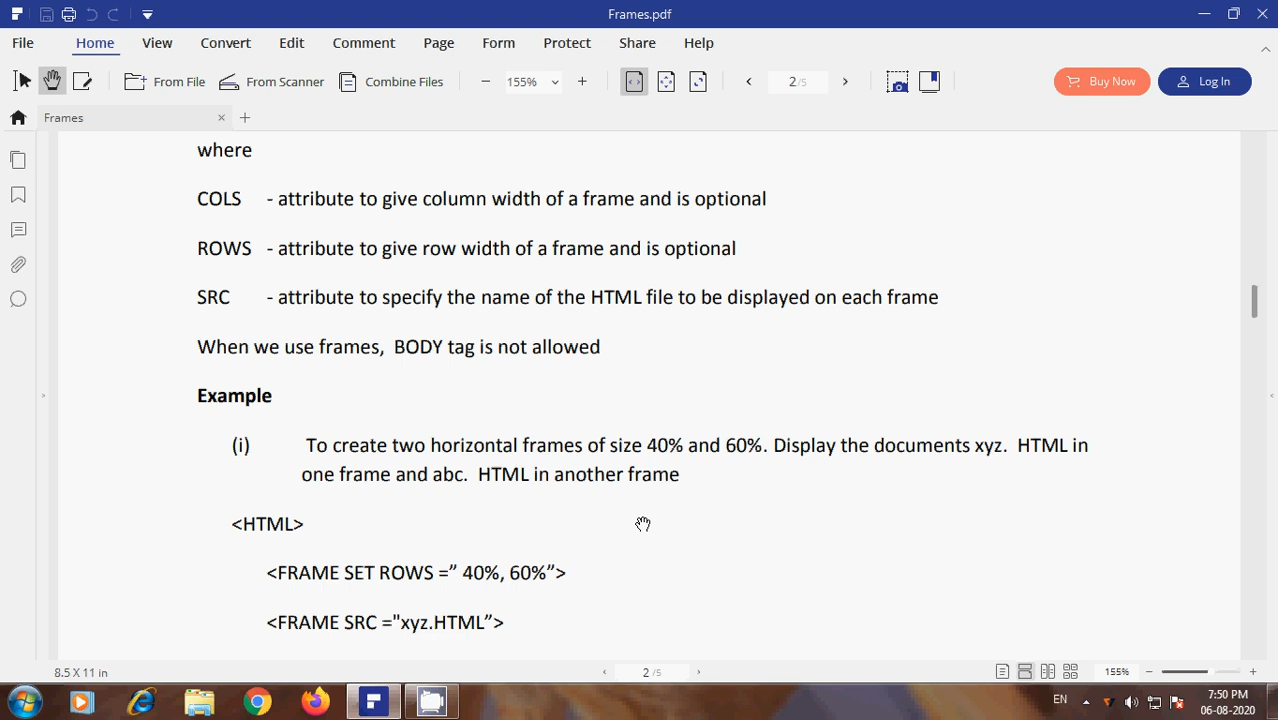 Frames.pdf
File Home View Convert Edit Comment Page Form Protect Share Help
From File From Scanner Combine Files 155% 2/5 Buy Now Log In
Frames
where
COLS - attribute to give column width of a frame and is optional
ROWS - attribute to give row width of a frame and is optional
SRC - attribute to specify the name of the HTML file to be displayed on each frame
When we use frames, BODY tag is not allowed
Example
(i) To create two horizontal frames of size 40% and 60%. Display the documents xyz. HTML in
one frame and abc. HTML in another frame
<HTML>
<FRAME SET ROWS =” 40%, 60%”>
<FRAME SRC ="xyz.HTML”>
8.5 X 11 in 2/5 155%
EN 7:50 PM
06-08-2020